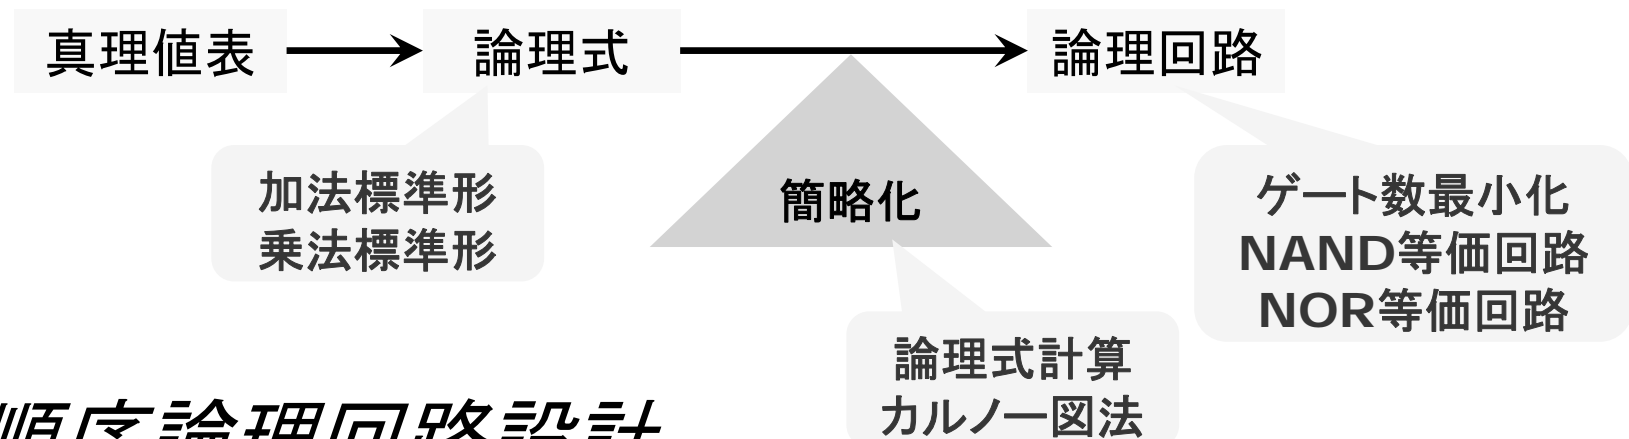 真理値表
論理式
論理回路
加法標準形
乗法標準形
簡略化
ゲート数最小化
NAND等価回路
NOR等価回路
論理式計算
カルノー図法
順序論理回路設計